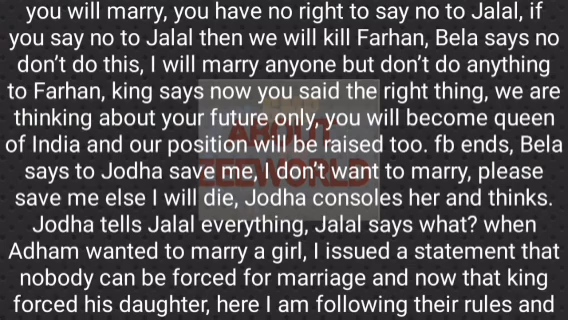 you will marry, you have no right to say no to Jalal, if
you say no to Jalal then we will kill Farhan, Bela says no
don't do this, I will marry anyone but don't do anything
to Farhan, king says now you said the right thing, we are
thinking about your future only, you will become queen
of India and our position will be raised too. fb ends, Bela
says to Jodha save me, I don't want to marry, please
save me else I will die, Jodha consoles her and thinks.
Jodha tells Jalal everything, Jalal says what? when
Adham wanted to marry a girl, I issued a statement that
nobody can be forced for marriage and now that king
forced his daughter, here I am following their rules and
ABOUT
ZEEWORLD